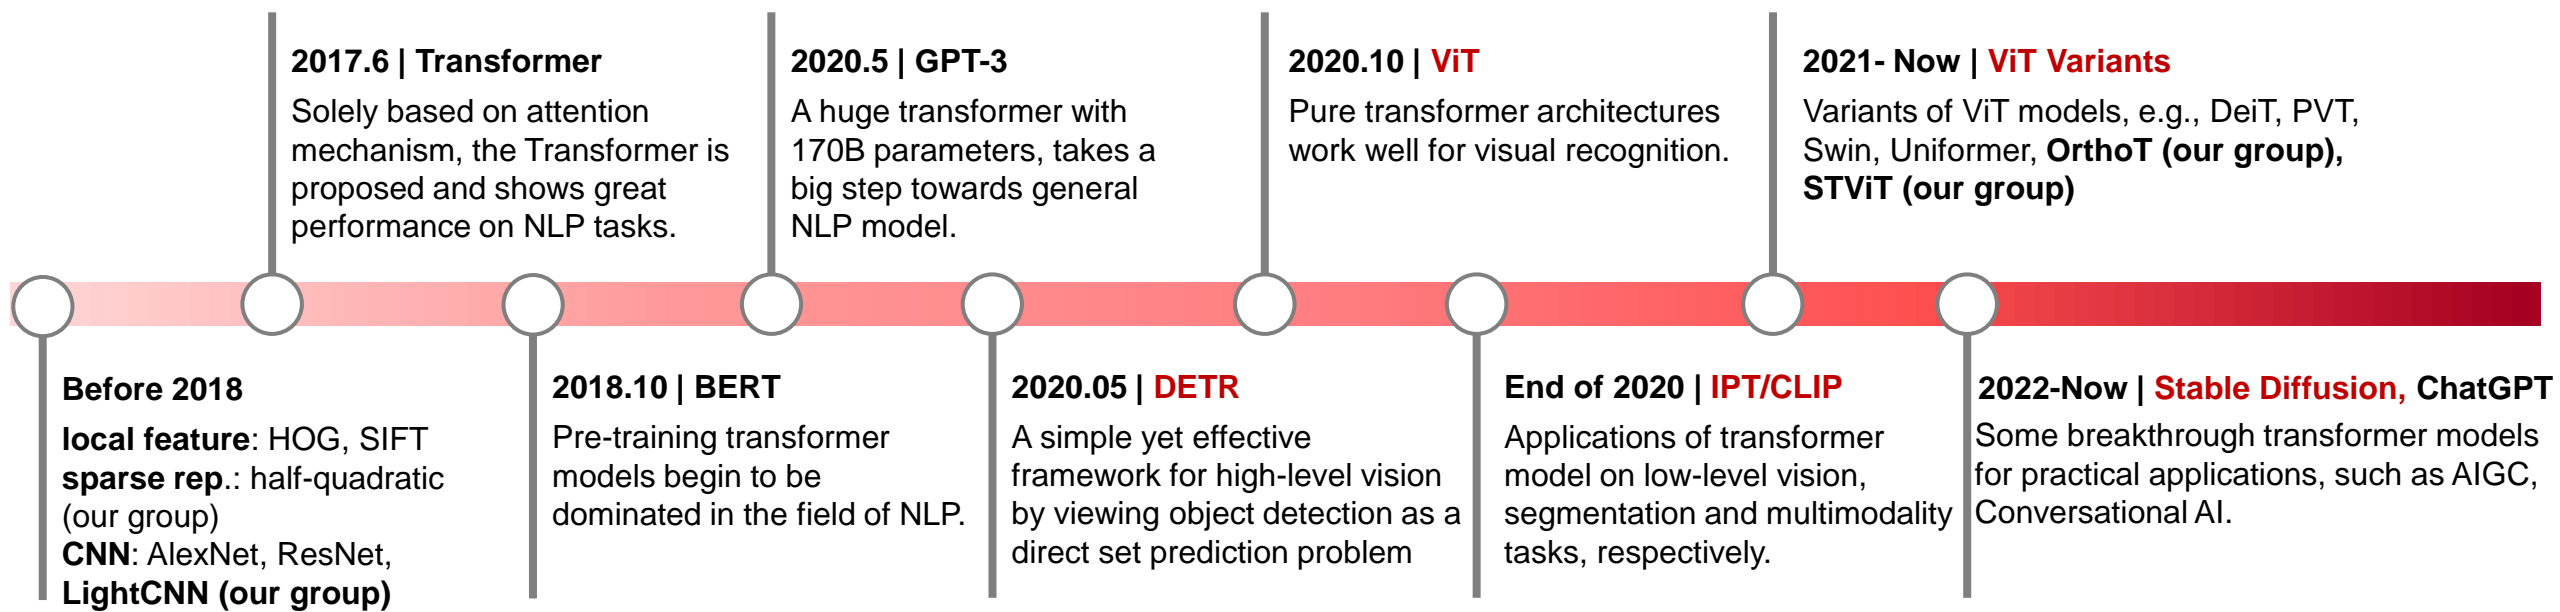 2017.6 | Transformer
Solely based on attention
mechanism, the Transformer is
proposed and shows great
performance on NLP tasks.
2020.5 | GPT-3
A huge transformer with
170B parameters, takes a
big step towards general
NLP model.
2020.10 | ViT
Pure transformer architectures
work well for visual recognition.
2021- Now | ViT Variants
Variants of ViT models, e.g., DeiT, PVT,
Swin, Uniformer, OrthoT (our group),
STViT (our group)
Before 2018
local feature: HOG, SIFT
sparse rep.: half-quadratic
(our group)
CNN: AlexNet, ResNet,
LightCNN (our group)
2018.10 | BERT
Pre-training transformer
models begin to be
dominated in the field of NLP.
2020.05 | DETR
A simple yet effective
framework for high-level vision
by viewing object detection as a
direct set prediction problem
End of 2020 | IPT/CLIP
Applications of transformer
model on low-level vision,
segmentation and multimodality
tasks, respectively.
2022-Now | Stable Diffusion, ChatGPT
Some breakthrough transformer models
for practical applications, such as AIGC,
Conversational AI.